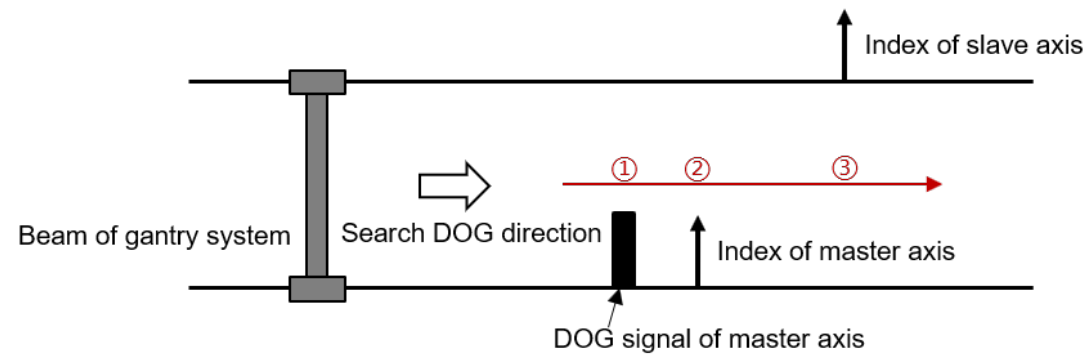 Index of slave axis
① ② ③
Beam of gantry system
Search DOG direction
Index of master axis
DOG signal of master axis